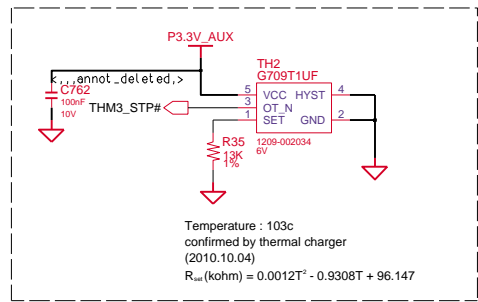 P3.3V_AUX
<,,,annot_deleted,>
C762
100nF
10V
THM3_STP#
TH2
G709T1UF
5 VCC HYST 4
3 OT_N
1 SET GND 2
1209-002034
6V
R35
13K
1%
Temperature : 103c
confirmed by thermal charger
(2010.10.04)
Rset (kohm) = 0.0012T² - 0.9308T + 96.147